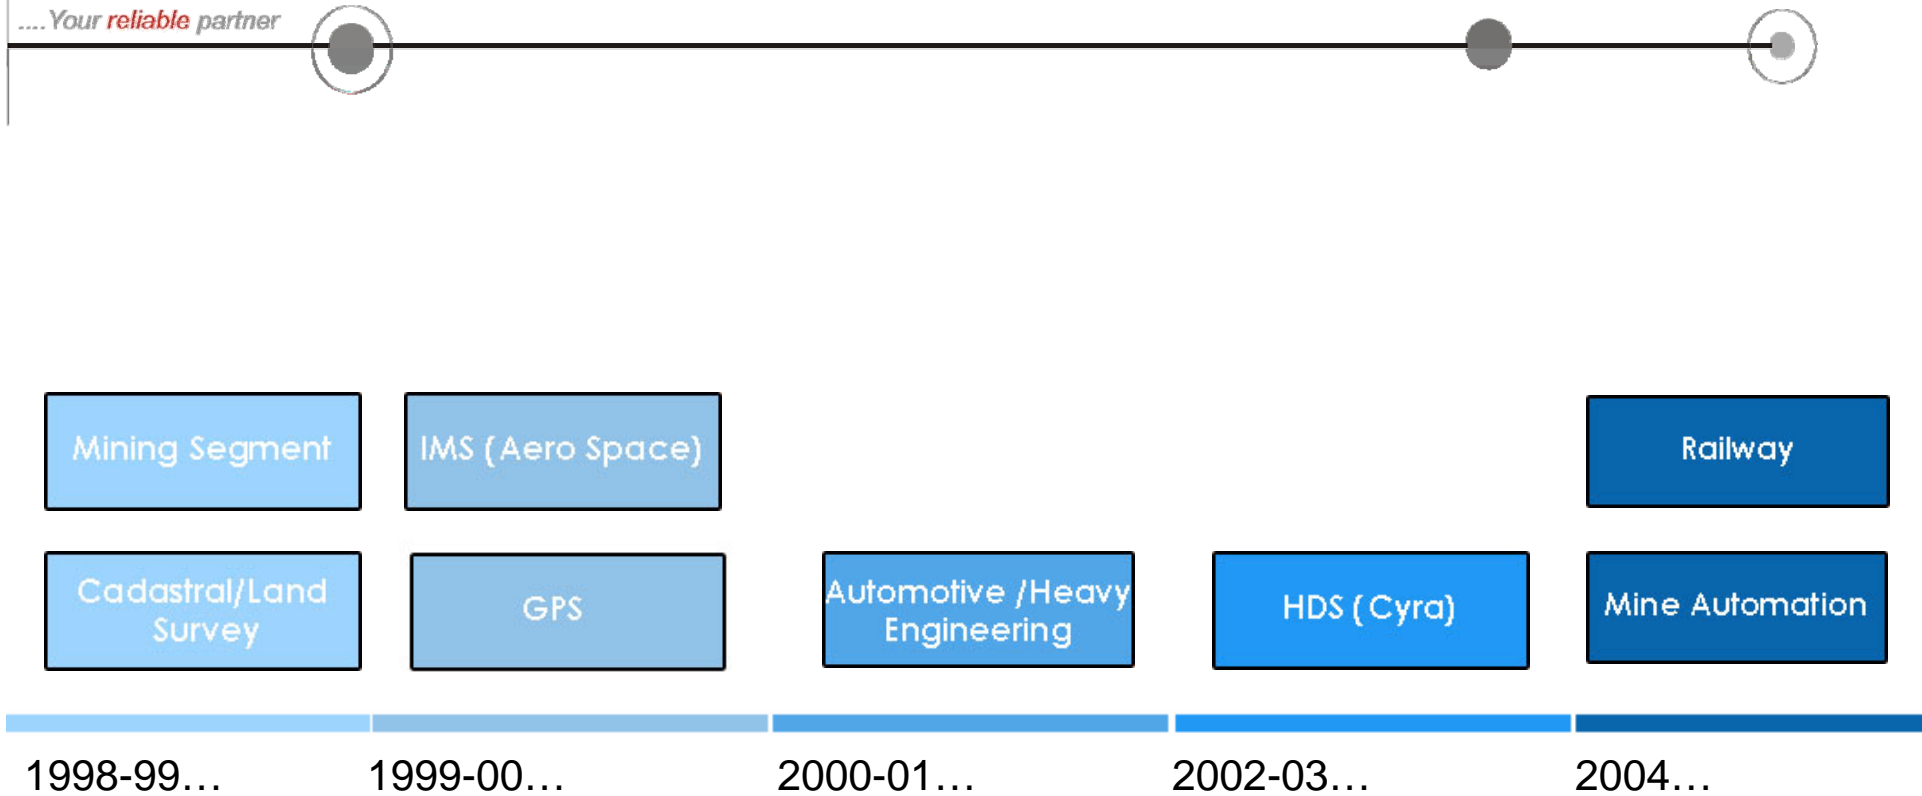 ....Your reliable partner
Mining Segment
IMS (Aero Space)
Railway
Cadastral/Land
Survey
GPS
Automotive /Heavy
Engineering
HDS (Cyra)
Mine Automation
1998-99...
1999-00...
2000-01...
2002-03...
2004...